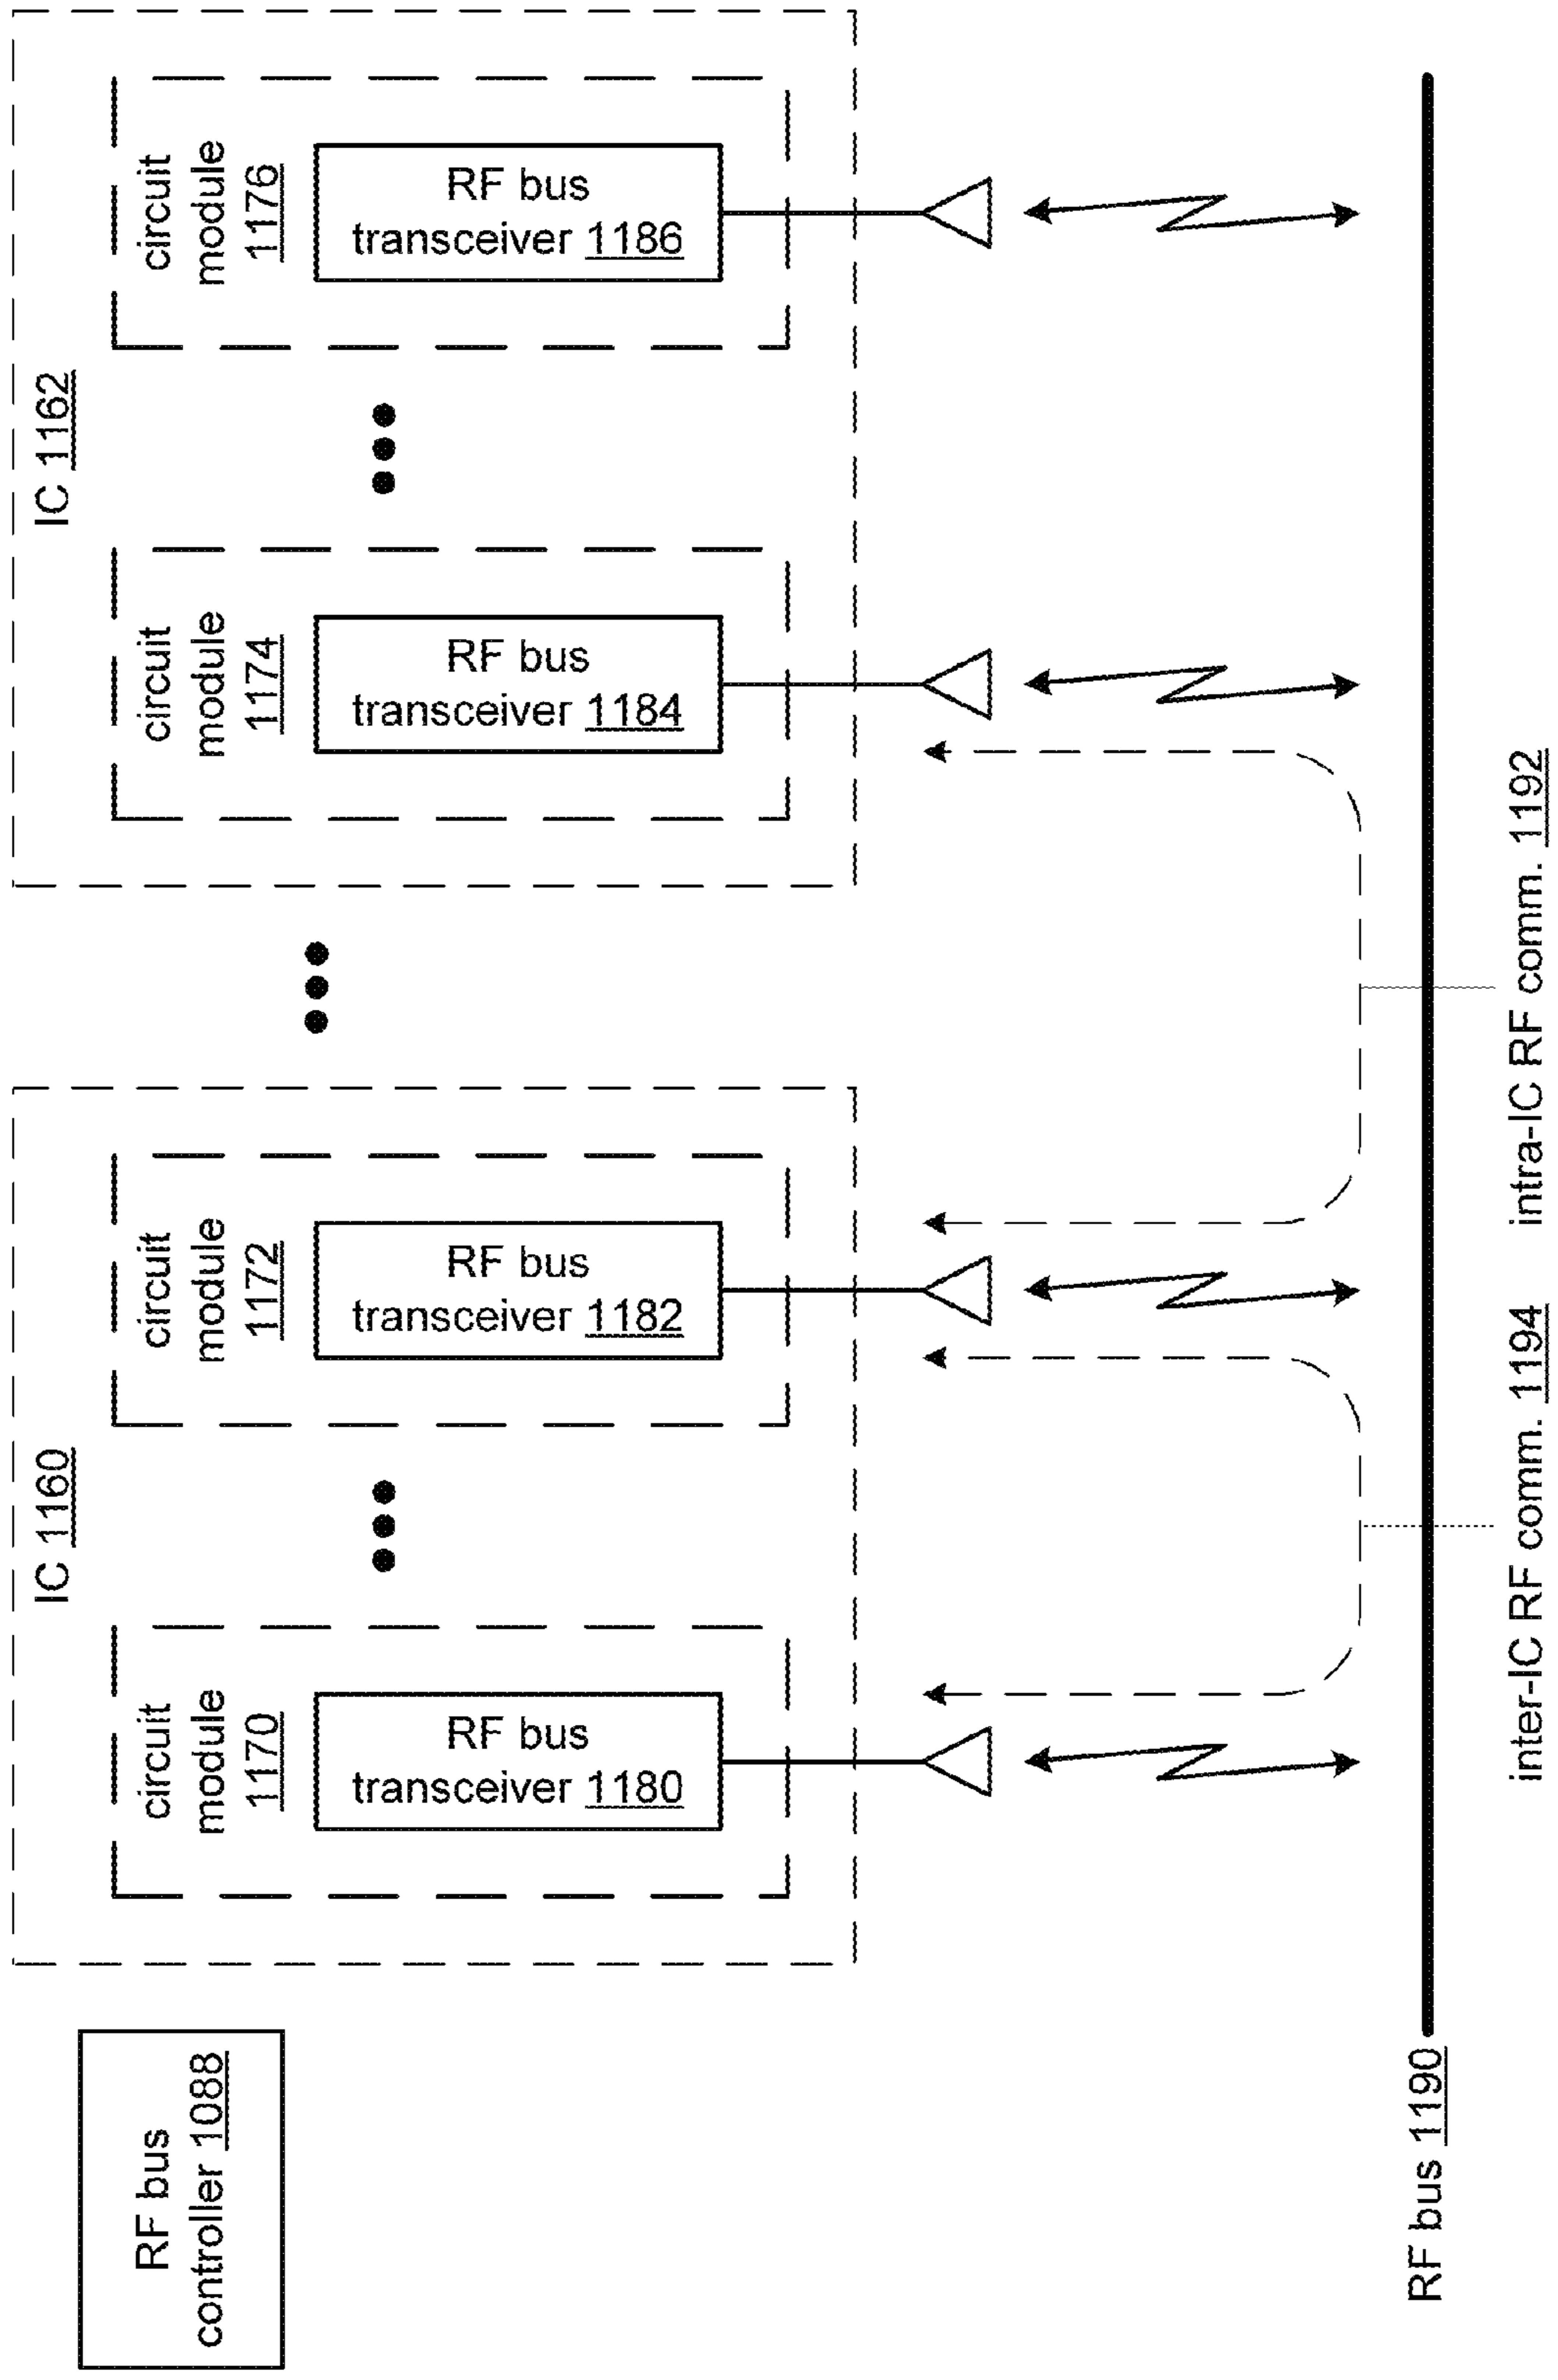 RF bus
controller 1088
IC 1160
circuit
module
1170
RF bus
transceiver 1180
circuit
module
1172
RF bus
transceiver 1182
IC 1162
circuit
module
1174
RF bus
transceiver 1184
circuit
module
1176
RF bus
transceiver 1186
RF bus 1190
inter-IC RF comm. 1194
intra-IC RF comm. 1192